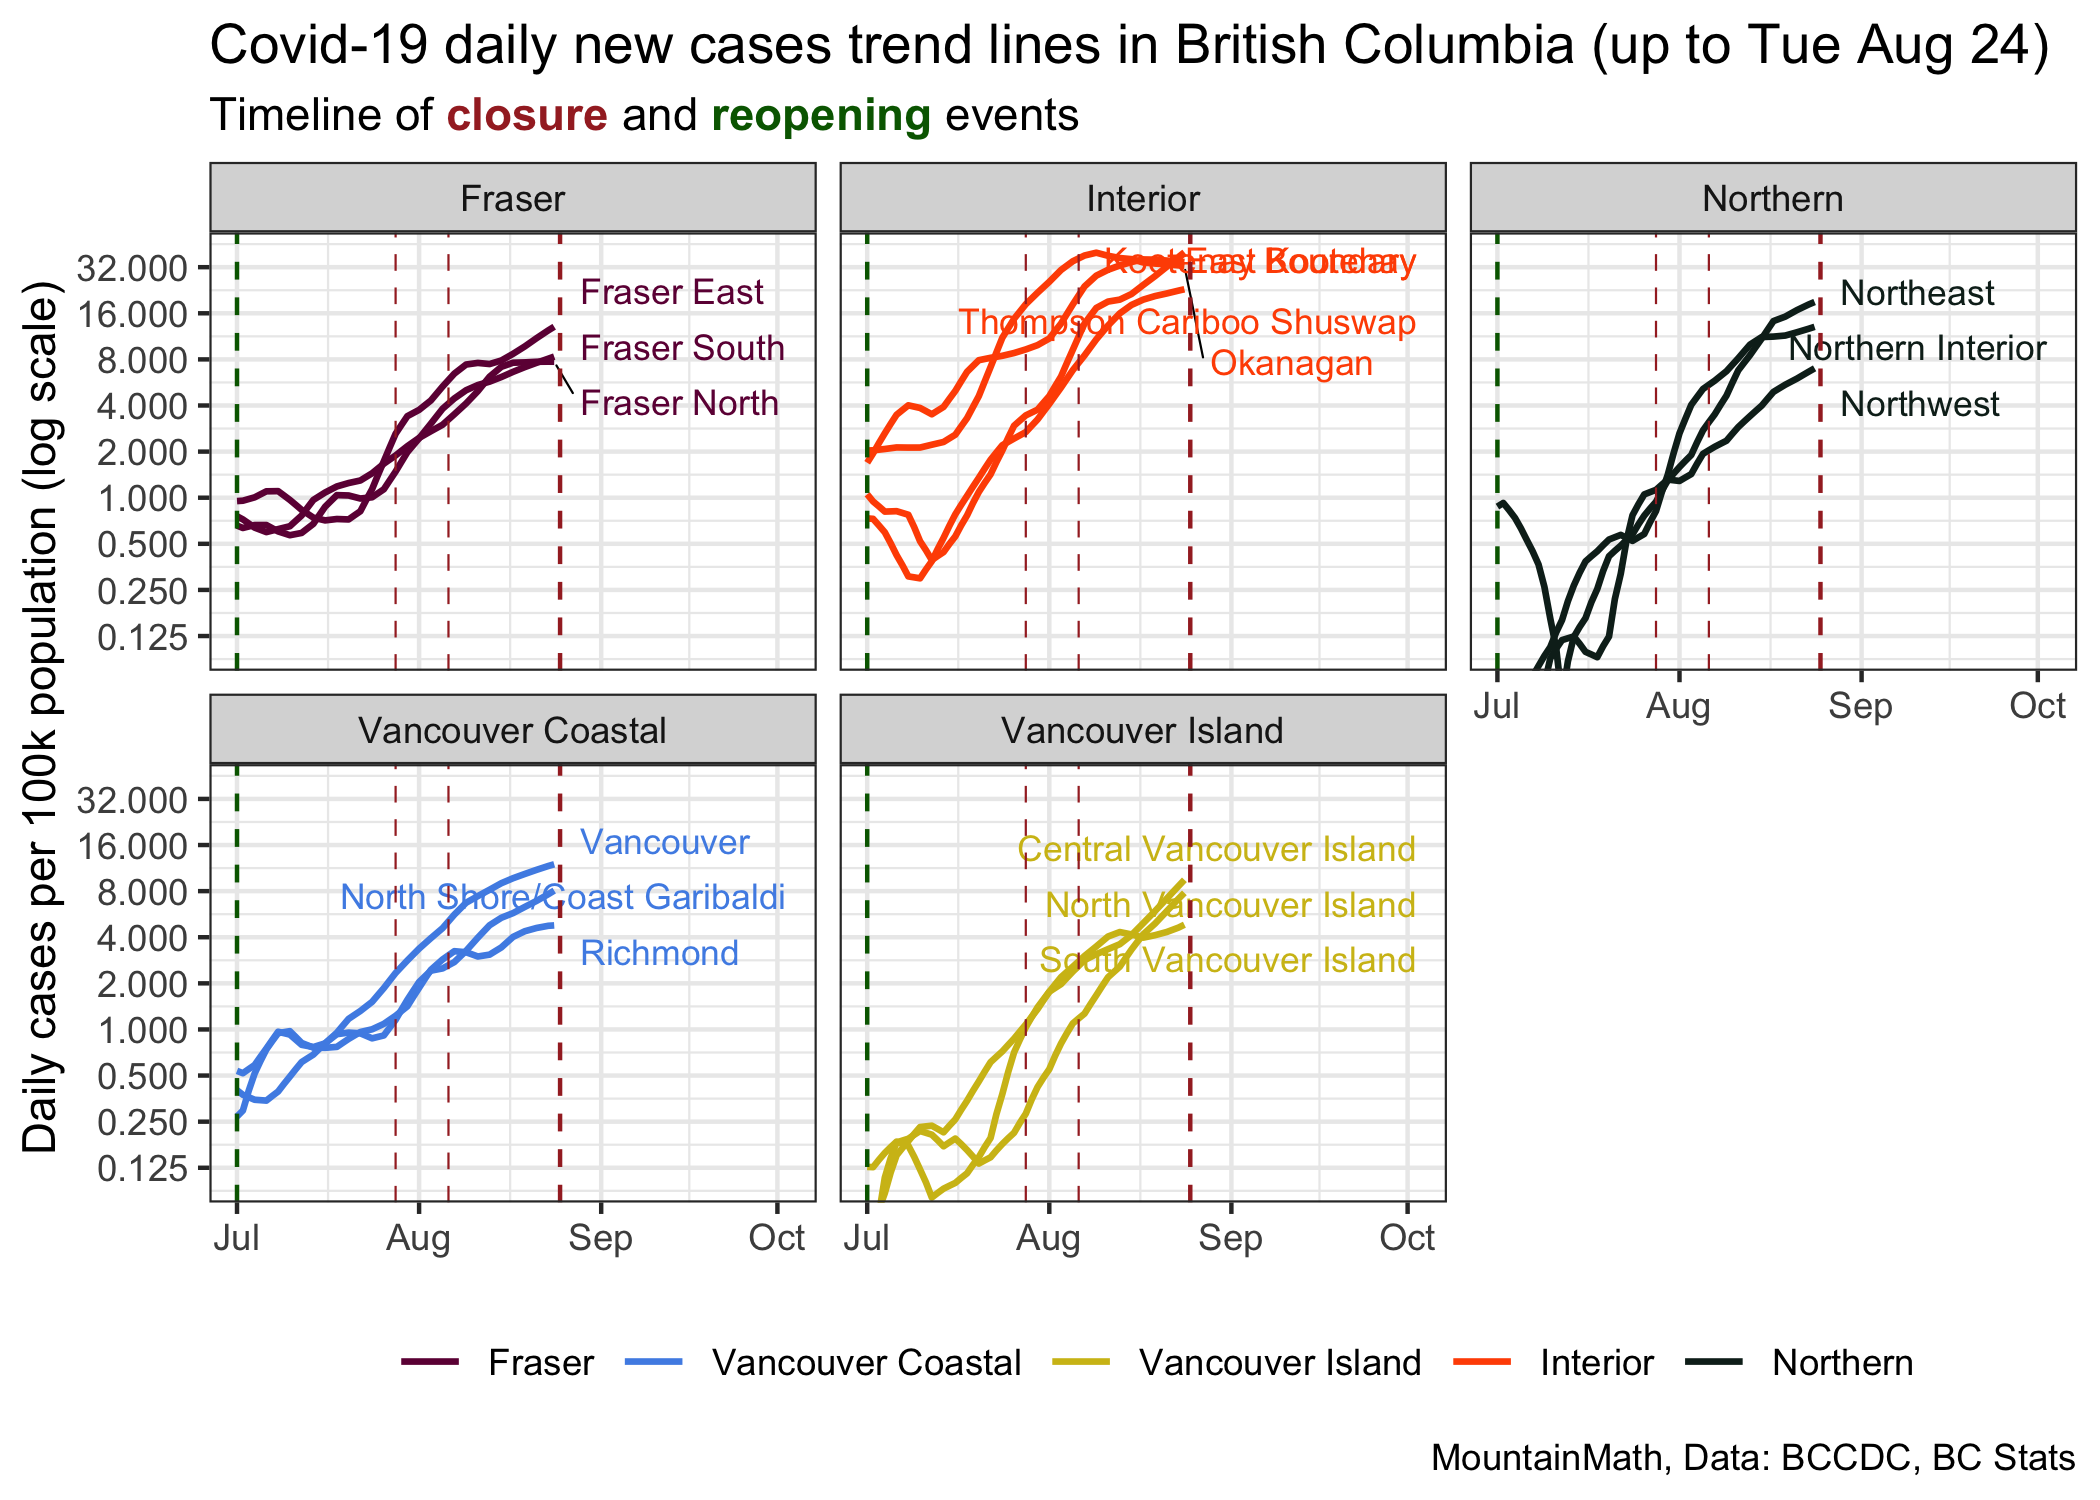 Covid-19 daily new cases trend lines in British Columbia (up to Tue Aug 24)
Timeline of closure and reopening events
Daily cases per 100k population (log scale)
Fraser
32.000
16.000
8.000
4.000
2.000
1.000
0.500
0.250
0.125
Fraser East
Fraser South
Fraser North
Interior
Kootenay Boundary
East Kootenay
Thompson Cariboo Shuswap
Okanagan
Northern
Northeast
Northern Interior
Northwest
Jul Aug Sep Oct
Vancouver Coastal
32.000
16.000
8.000
4.000
2.000
1.000
0.500
0.250
0.125
Vancouver
North Shore/Coast Garibaldi
Richmond
Jul Aug Sep Oct
Vancouver Island
Central Vancouver Island
North Vancouver Island
South Vancouver Island
Jul Aug Sep Oct
Fraser Vancouver Coastal Vancouver Island Interior Northern
MountainMath, Data: BCCDC, BC Stats